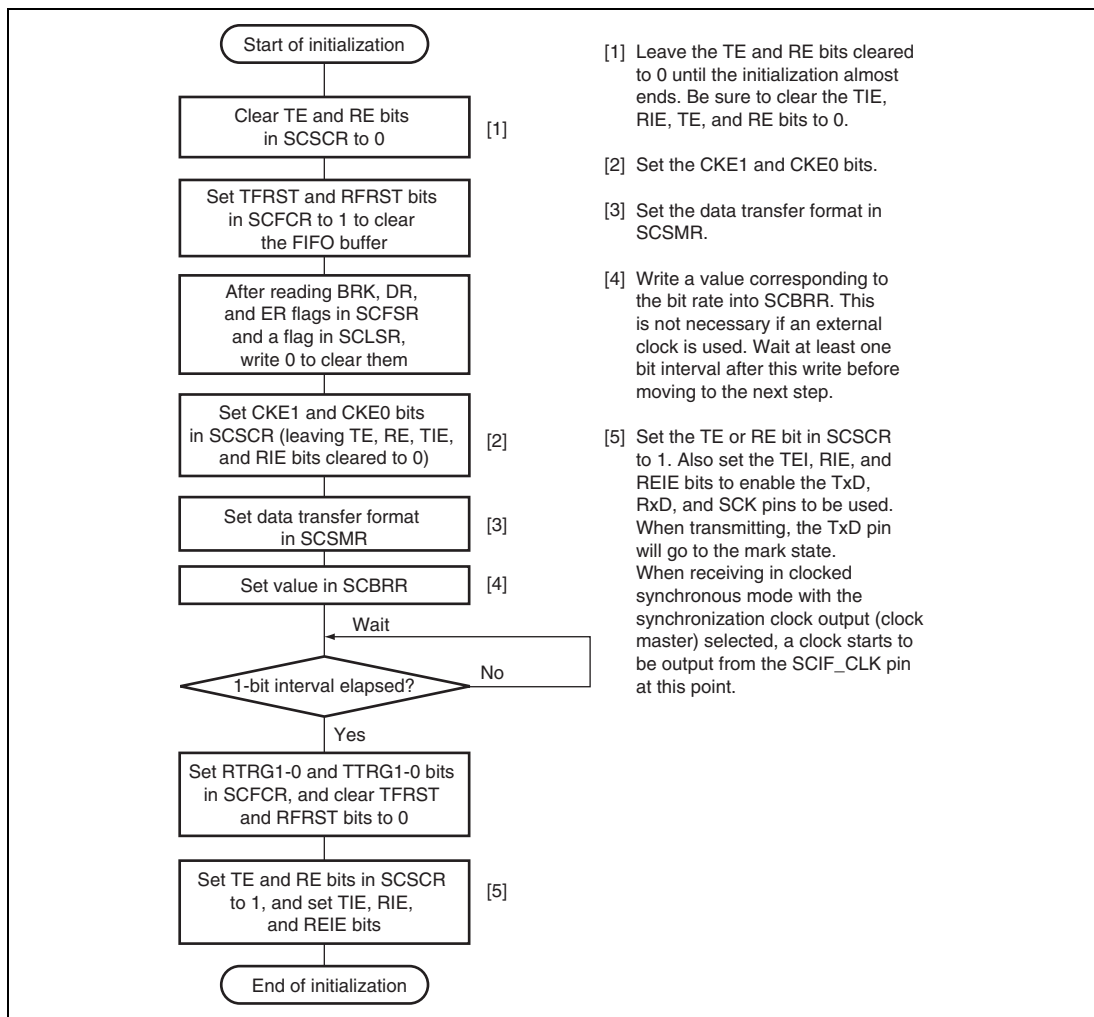 Start of initialization
Clear TE and RE bits
in SCSCR to 0
[1]
Set TFRST and RFRST bits
in SCFCR to 1 to clear
the FIFO buffer
After reading BRK, DR,
and ER flags in SCFSR
and a flag in SCLSR,
write 0 to clear them
Set CKE1 and CKE0 bits
in SCSCR (leaving TE, RE, TIE,
and RIE bits cleared to 0)
[2]
Set data transfer format
in SCSMR
[3]
Set value in SCBRR
[4]
Wait
1-bit interval elapsed?
No
Yes
Set RTRG1-0 and TTRG1-0 bits
in SCFCR, and clear TFRST
and RFRST bits to 0
Set TE and RE bits in SCSCR
to 1, and set TIE, RIE,
and REIE bits
[5]
End of initialization
[1] Leave the TE and RE bits cleared
to 0 until the initialization almost
ends. Be sure to clear the TIE,
RIE, TE, and RE bits to 0.
[2] Set the CKE1 and CKE0 bits.
[3] Set the data transfer format in
SCSMR.
[4] Write a value corresponding to
the bit rate into SCBRR. This
is not necessary if an external
clock is used. Wait at least one
bit interval after this write before
moving to the next step.
[5] Set the TE or RE bit in SCSCR
to 1. Also set the TEI, RIE, and
REIE bits to enable the TxD,
RxD, and SCK pins to be used.
When transmitting, the TxD pin
will go to the mark state.
When receiving in clocked
synchronous mode with the
synchronization clock output (clock
master) selected, a clock starts to
be output from the SCIF_CLK pin
at this point.